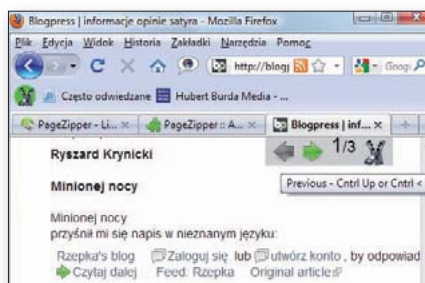 Blogpress | informacje opinie satyra - Mozilla Firefox
Plik Edycja Widok Historia Zakładki Narzędzia Pomoc
http://blogj Goog
Często odwiedzane Hubert Burda Media - ...
PageZipper - Li... PageZipper :: A... Blogpress | inf...
Ryszard Krynicki 1/3
Minionej nocy Previous - Cntrl Up or Cntrl <
Minionej nocy
przyśnił mi się napis w nieznanym języku:
Rzepka's blog Zaloguj się lub utwórz konto , by odpowiad
Czytaj dalej Feed: Rzepka Original article